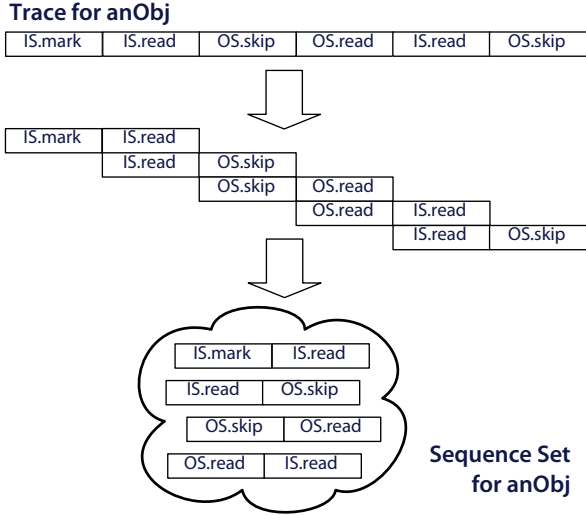 Trace for anObj
IS.mark IS.read OS.skip OS.read IS.read OS.skip
IS.mark IS.read
IS.read OS.skip
OS.skip OS.read
OS.read IS.read
IS.read OS.skip
IS.mark IS.read
IS.read OS.skip
OS.skip OS.read
OS.read IS.read
Sequence Set
for anObj